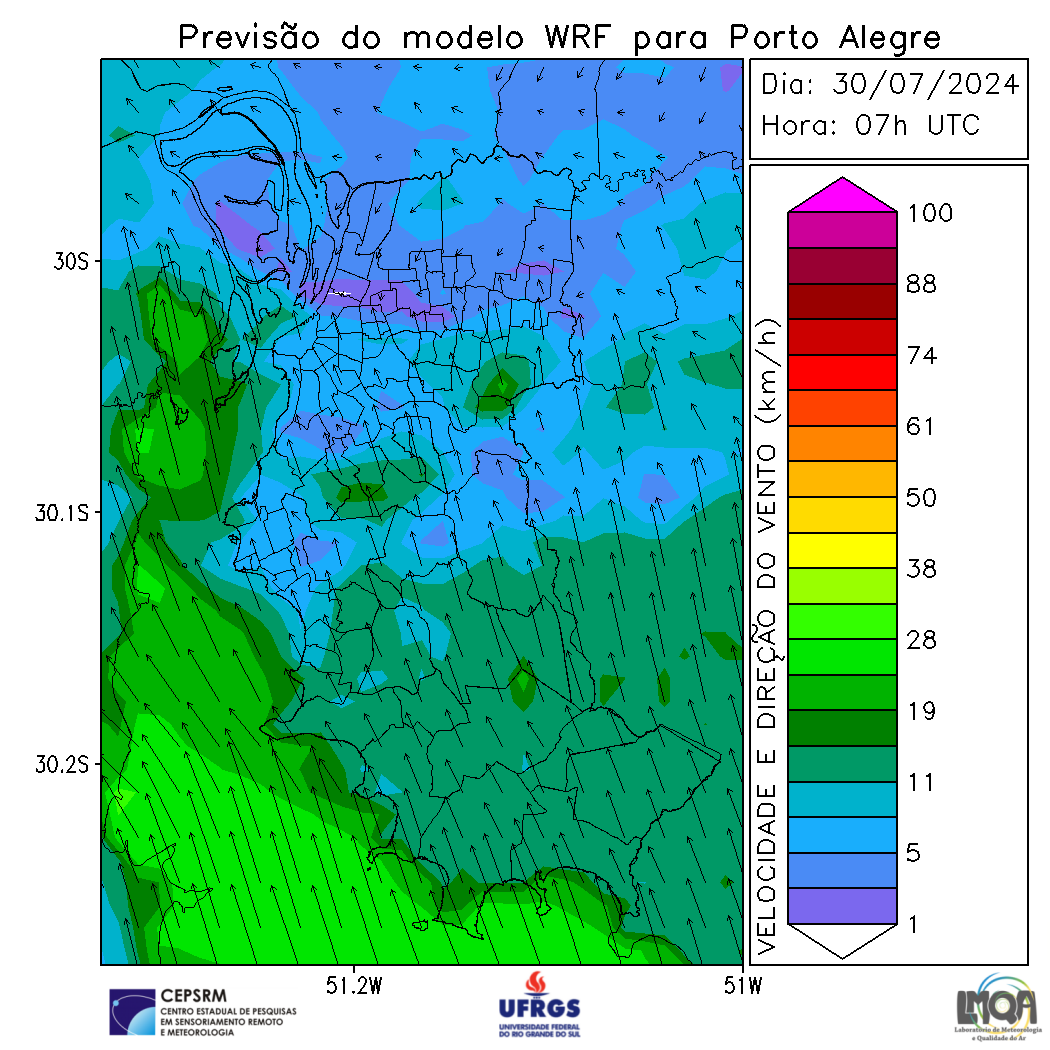 Previsão do modelo WRF para Porto Alegre
Dia: 30/07/2024
Hora: 07h UTC
30S
30.1S
30.2S
51.2W
51W
VELOCIDADE E DIREÇÃO DO VENTO (km/h)
100
88
74
61
50
38
28
19
11
5
1
CEPSRM
CENTRO ESTADUAL DE PESQUISAS
EM SENSORIAMENTO REMOTO
E METEOROLOGIA
UFRGS
UNIVERSIDADE FEDERAL
DO RIO GRANDE DO SUL
LMQA
Laboratório de Meteorologia
e Qualidade do Ar